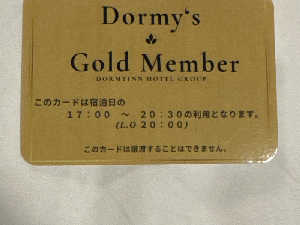 Dormy's
Gold Member
DORMYINN HOTEL GROUP
このカードは宿泊日の
１７：００　～　２０：３０の利用となります。
(L.O ２０：００)
このカードは譲渡することはできません。